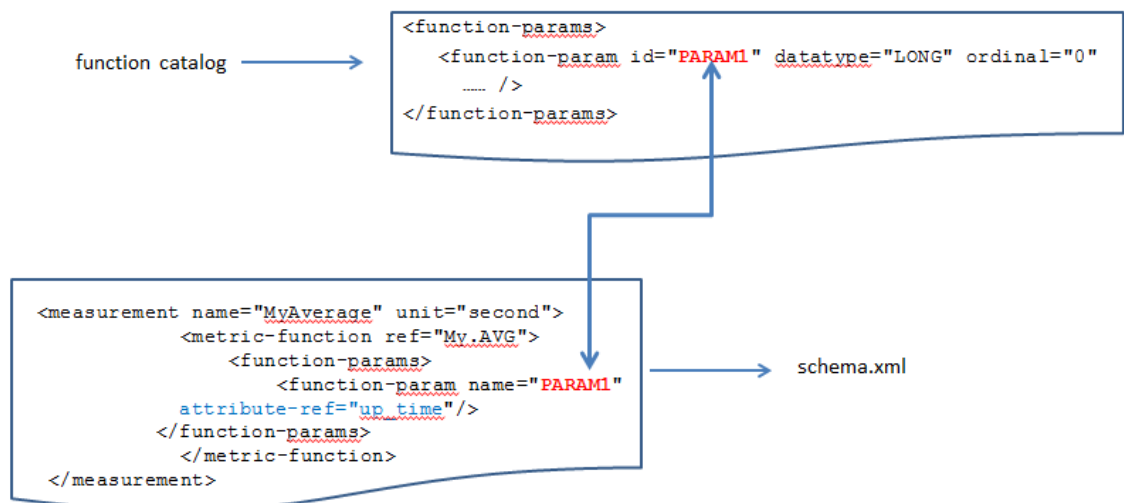 function catalog
<function-params>
<function-param id="PARAM1" datatype="LONG" ordinal="0"
…… />
</function-params>
<measurement name="MyAverage" unit="second">
<metric-function ref="My.AVG">
<function-params>
<function-param name="PARAM1"
attribute-ref="up_time"/>
</function-params>
</metric-function>
</measurement>
schema.xml